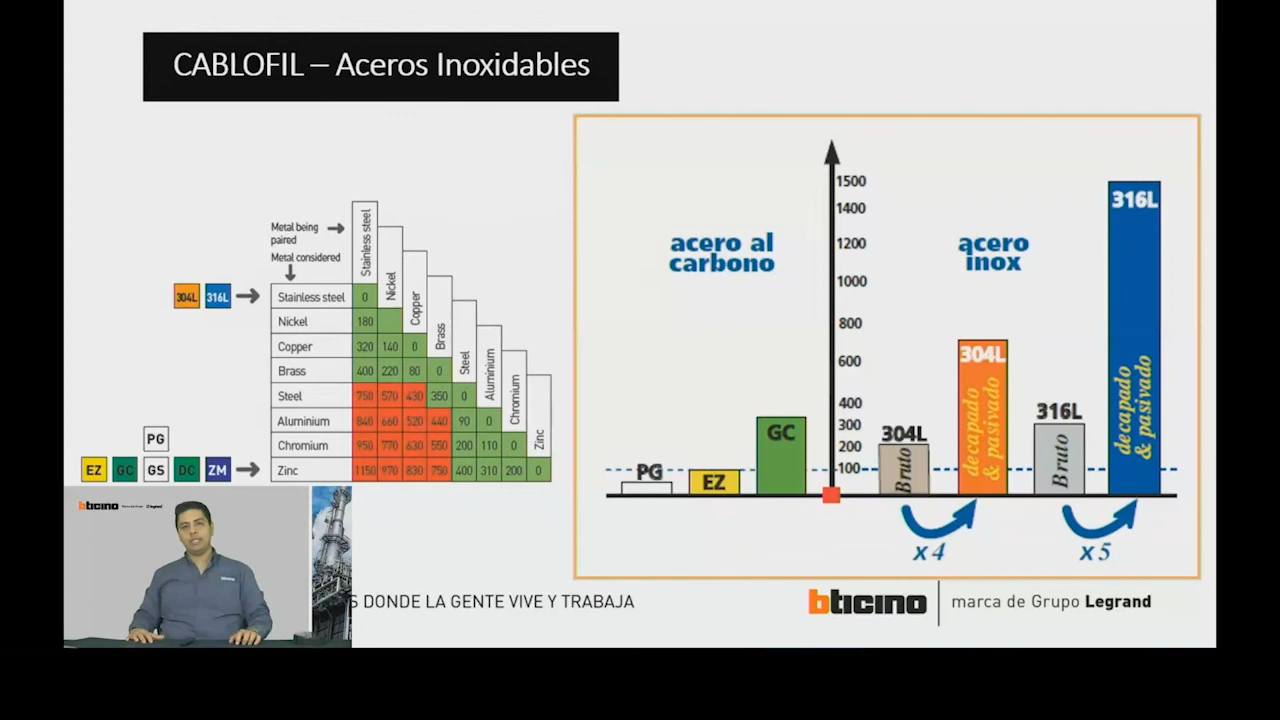 CABLOFIL – Aceros Inoxidables
Metal being
paired
Metal considered
Stainless steel
Nickel
Copper
Brass
Steel
Aluminium
Chromium
Zinc
304L 316L
Stainless steel 0
Nickel 180
Copper 320 140 0
Brass 400 220 80 0
Steel 750 570 430 350 0
Aluminium 840 660 520 440 90 0
Chromium 950 770 630 550 200 110 0
Zinc 1150 970 830 750 400 310 200 0
PG
EZ GC GS DC ZM
acero al
carbono
acero
inox
1500
1400
1200
1000
800
600
400
300
200
100
PG
EZ
GC
304L
Bruto
304L
decapado
& pasivado
316L
Bruto
316L
decapado
& pasivado
x 4
x 5
bticino
S DONDE LA GENTE VIVE Y TRABAJA
bticino marca de Grupo Legrand